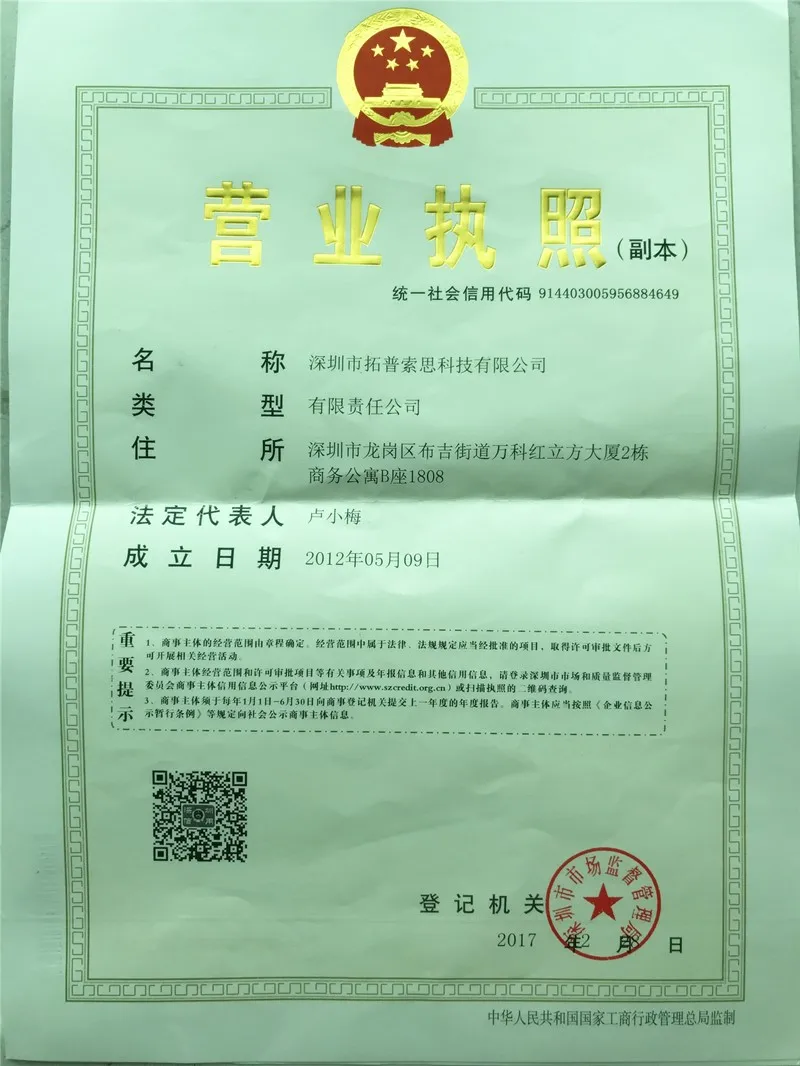 营业执照(副本)
统一社会信用代码 914403005956884649
名称 深圳市拓普索思科技有限公司
类型 有限责任公司
住所 深圳市龙岗区布吉街道万科红立方大厦2栋
商务公寓B座1808
法定代表人 卢小梅
成立日期 2012年05月09日
重要提示
1、商事主体的经营范围由章程确定。经营范围中属于法律、法规规定应当经批准的项目，取得许可审批文件后方
可开展相关经营活动。
2、商事主体经营范围和许可审批项目等有关事项及年报信息和其他信用信息，请登录深圳市市场和质量监督管理
委员会商事主体信用信息公示平台（网址http://www.szcredit.org.cn）或扫描执照的二维码查询。
3、商事主体须于每年1月1日-6月30日向商事登记机关提交上一年度的年度报告。商事主体应当按照《企业信息公
示暂行条例》等规定向社会公示商事主体信息。
登记机关
深圳市市场监督管理局
2017 年 月 日
中华人民共和国国家工商行政管理总局监制